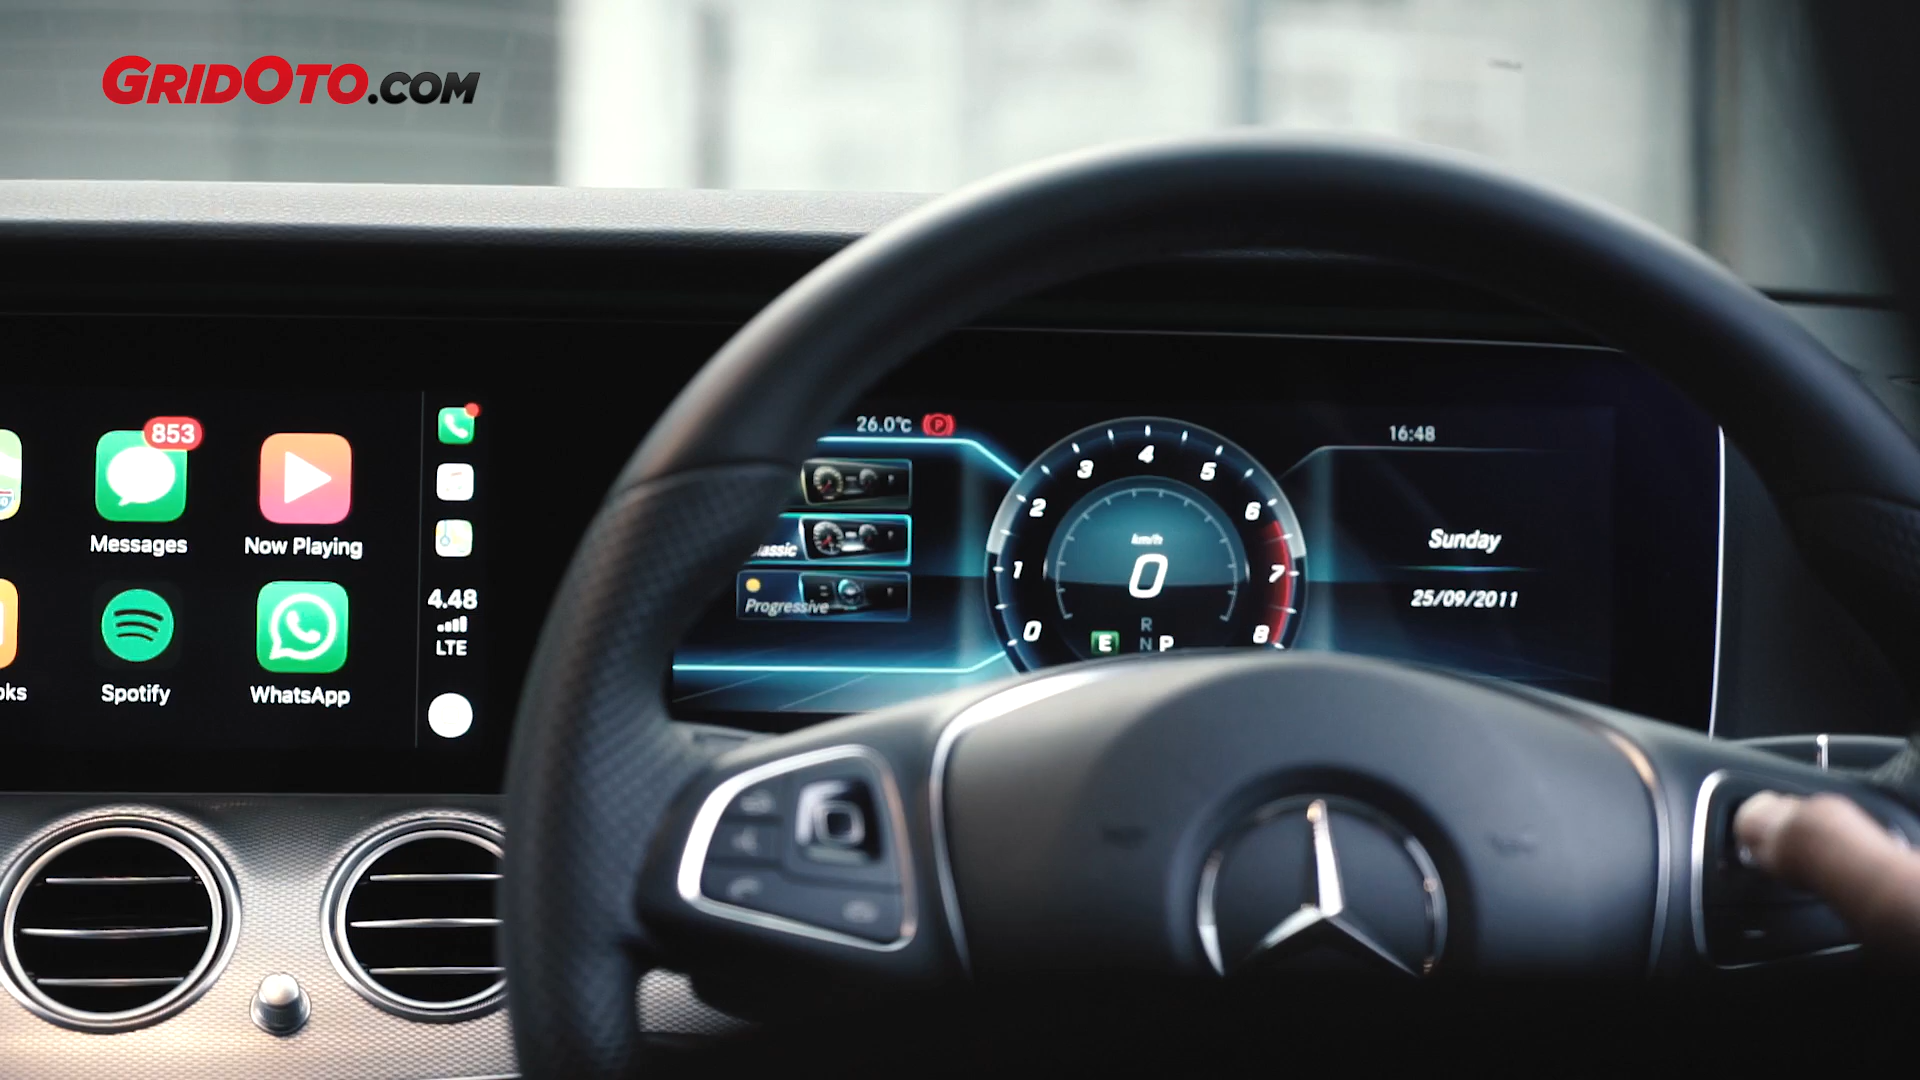 GRIDOTO.COM
853
Messages
Now Playing
Spotify
WhatsApp
4.48
LTE
26.0°C
P
16:48
Progressive
0
1
2
3
4
5
6
7
8
km/h
0
R
E N P
Sunday
25/09/2011